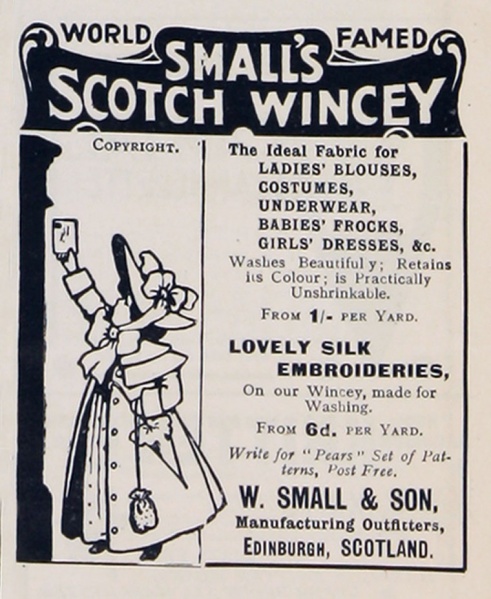 WORLD FAMED
SMALL'S
SCOTCH WINCEY
COPYRIGHT.
The Ideal Fabric for
LADIES' BLOUSES,
COSTUMES,
UNDERWEAR,
BABIES' FROCKS,
GIRLS' DRESSES, &c.
Washes Beautiful y; Retains
its Colour; is Practically
Unshrinkable.
FROM 1/- PER YARD.
LOVELY SILK
EMBROIDERIES,
On our Wincey, made for
Washing.
FROM 6d. PER YARD.
Write for "Pears" Set of Pat-
terns, Post Free.
W. SMALL & SON,
Manufacturing Outfitters,
EDINBURGH, SCOTLAND.